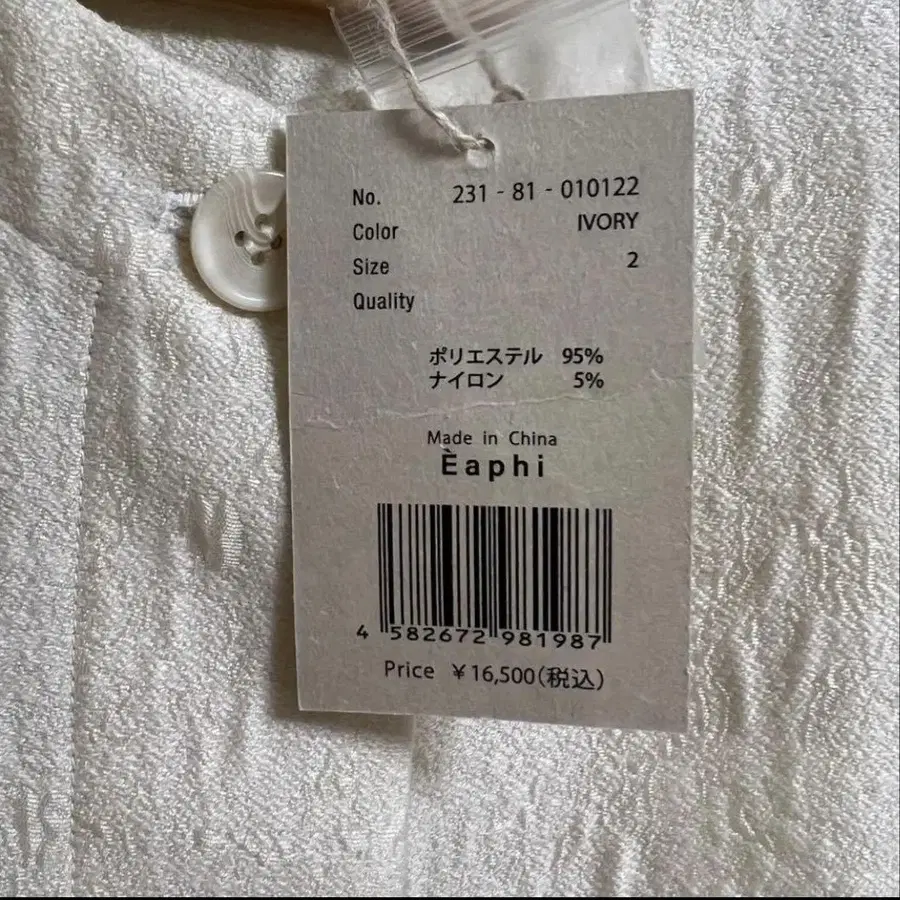 No. 231 - 81 - 010122
Color IVORY
Size 2
Quality
ポリエステル 95%
ナイロン 5%
Made in China
Èaphi
4 582672 981987
Price ¥16,500(税込)